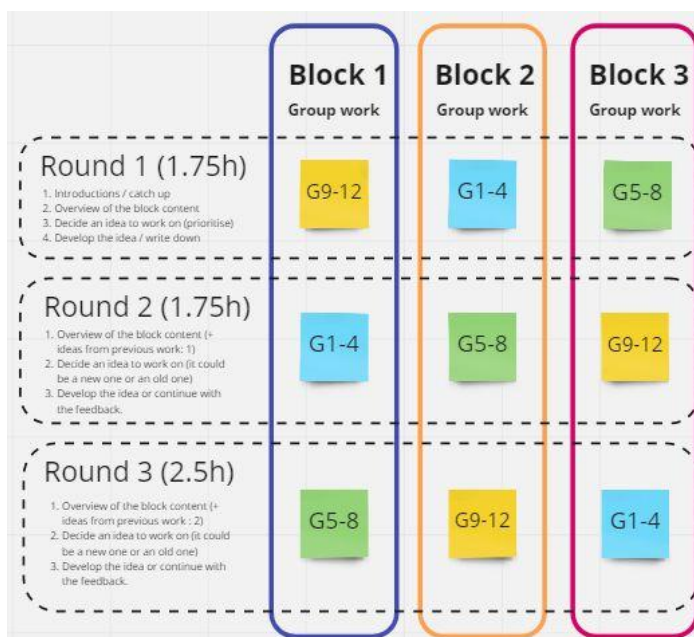 Block 1
Block 2
Block 3
Group work
Group work
Group work
Round 1 (1.75h)
1. Introductions / catch up
2. Overview of the block content
3. Decide an idea to work on (prioritise)
4. Develop the idea / write down
G9-12
G1-4
G5-8
Round 2 (1.75h)
1. Overview of the block content (+
ideas from previous work: 1)
2. Decide an idea to work on (it could
be a new one or an old one)
3. Develop the idea or continue with
the feedback.
G1-4
G5-8
G9-12
Round 3 (2.5h)
1. Overview of the block content (+
ideas from previous work : 2)
2. Decide an idea to work on (it could
be a new one or an old one)
3. Develop the idea or continue with
the feedback.
G5-8
G9-12
G1-4